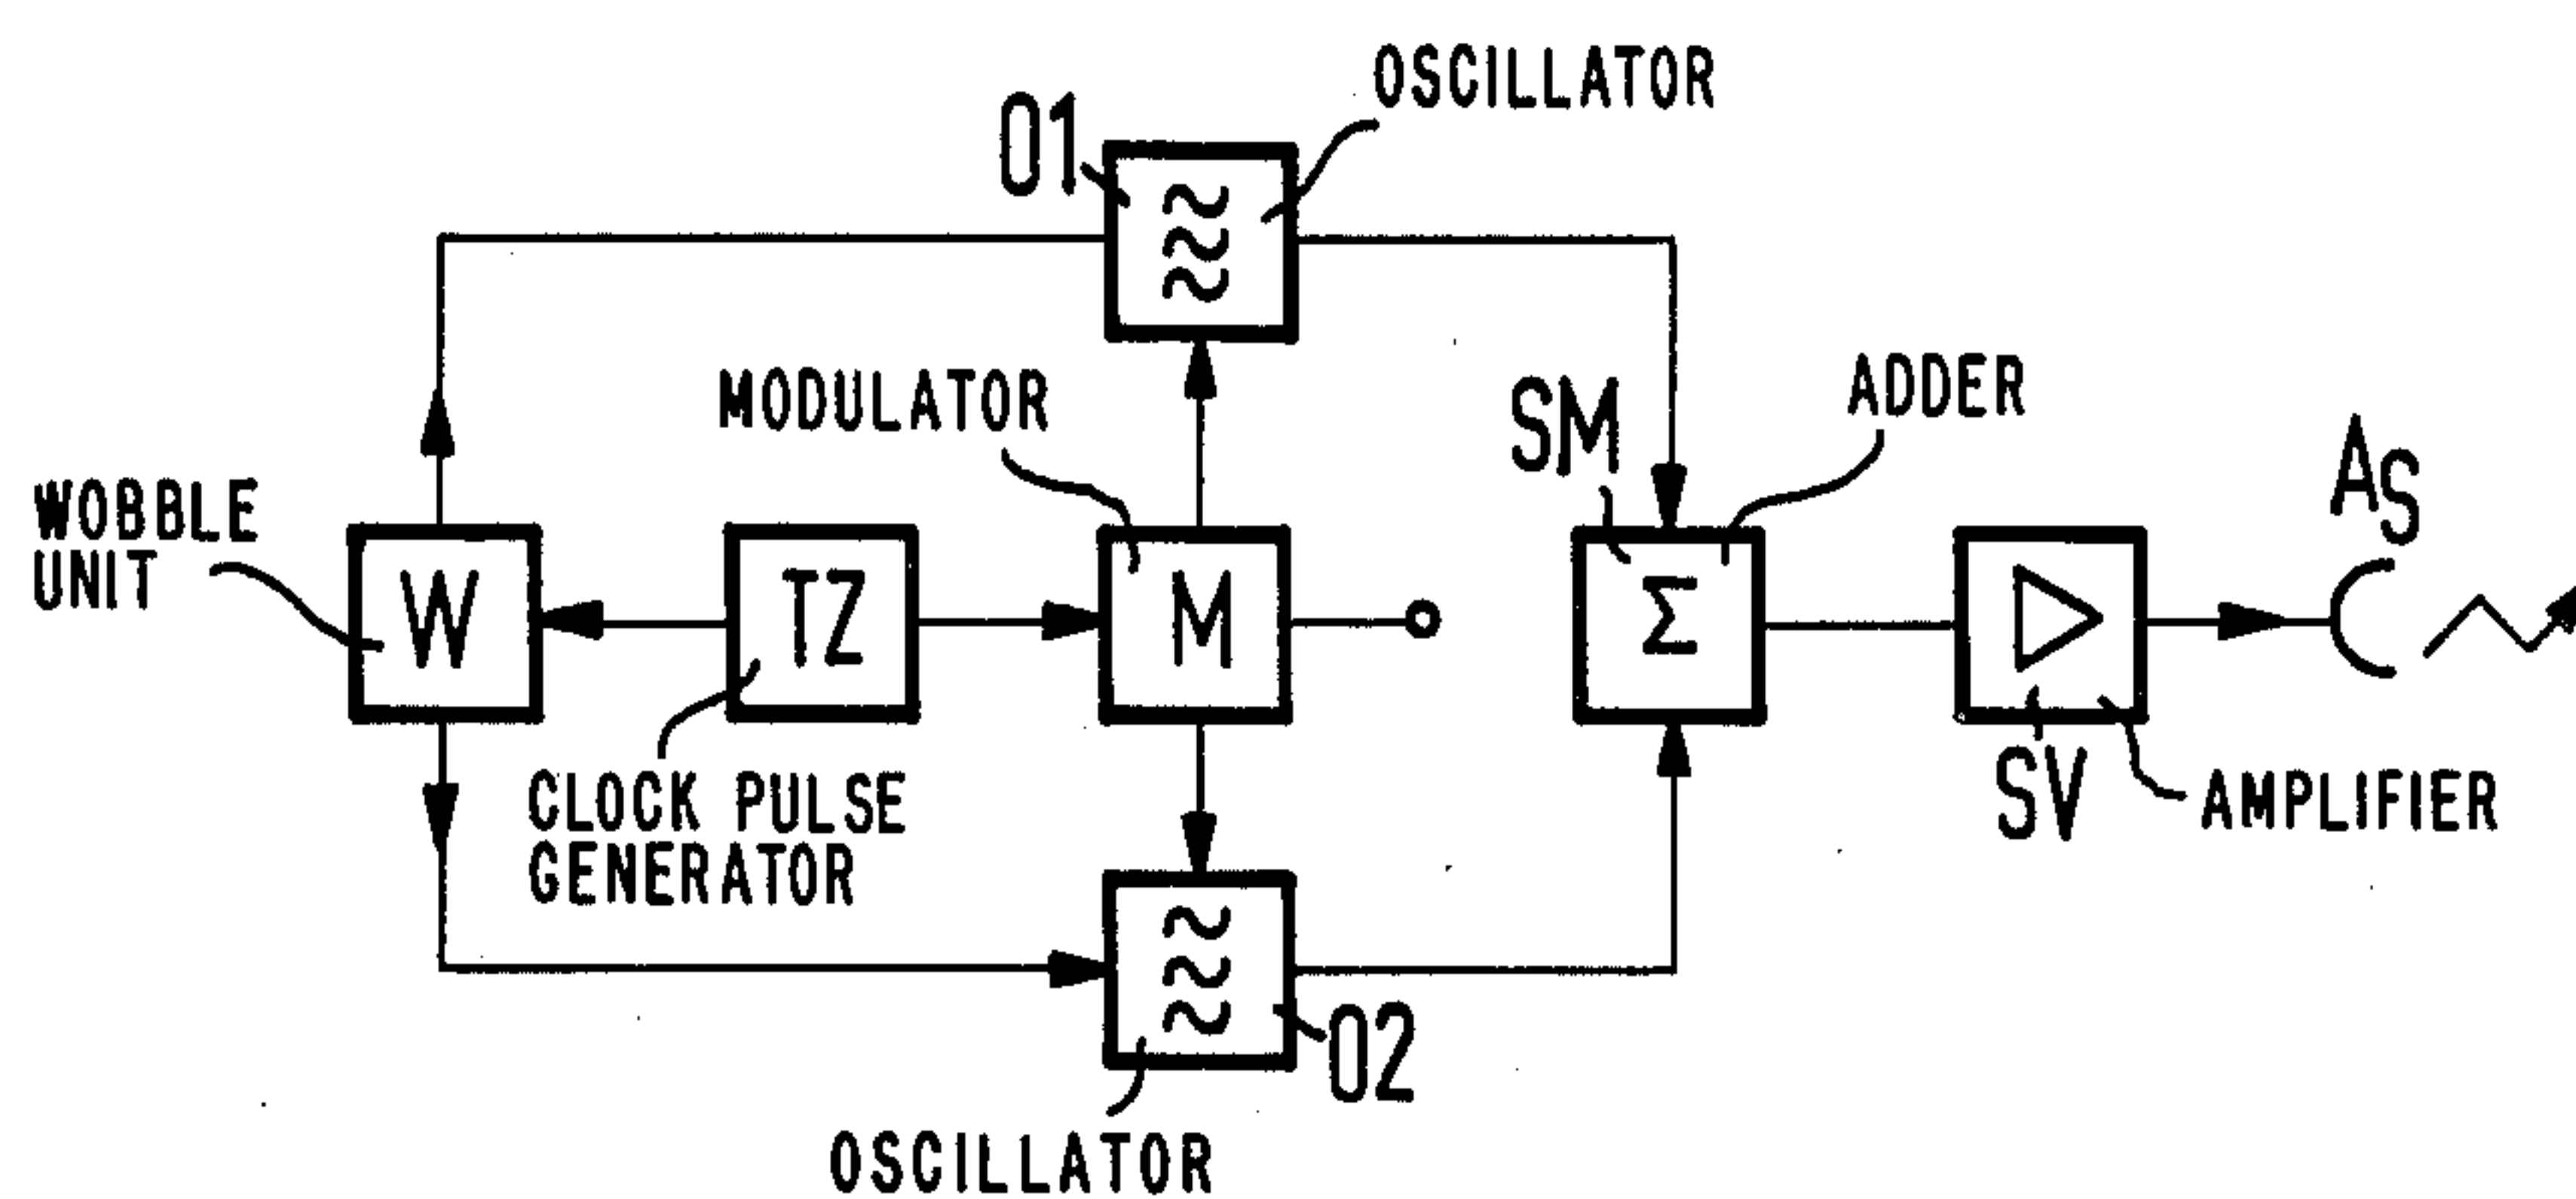 OSCILLATOR
01
MODULATOR
SM
ADDER
AS
WOBBLE
UNIT
W
TZ
M
Σ
CLOCK PULSE
GENERATOR
SV
AMPLIFIER
02
OSCILLATOR